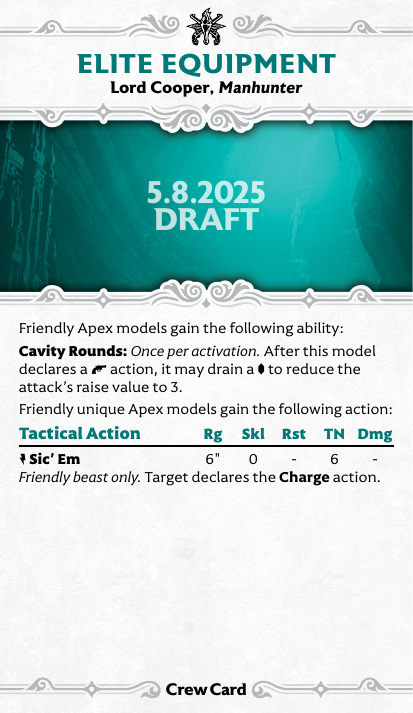 ELITE EQUIPMENT
Lord Cooper, Manhunter
5.8.2025
DRAFT
Friendly Apex models gain the following ability:
Cavity Rounds: Once per activation. After this model
declares a action, it may drain a to reduce the
attack's raise value to 3.
Friendly unique Apex models gain the following action:
Tactical Action Rg Skl Rst TN Dmg
Sic' Em 6" 0 - 6 -
Friendly beast only. Target declares the Charge action.
Crew Card